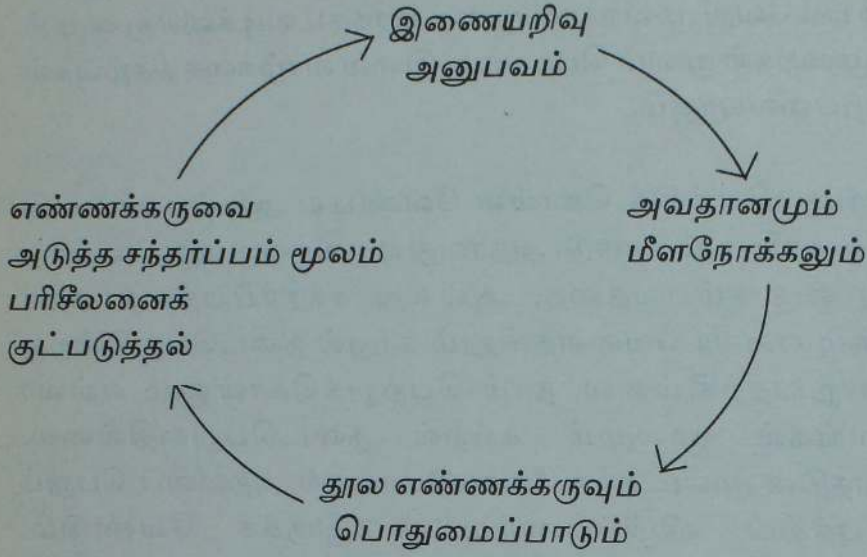 இணையறிவு
அனுபவம்
அவதானமும்
மீளநோக்கலும்
தூல எண்ணக்கருவும்
பொதுமைப்பாடும்
எண்ணக்கருவை
அடுத்த சந்தர்ப்பம் மூலம்
பரிசீலனைக்
குட்படுத்தல்